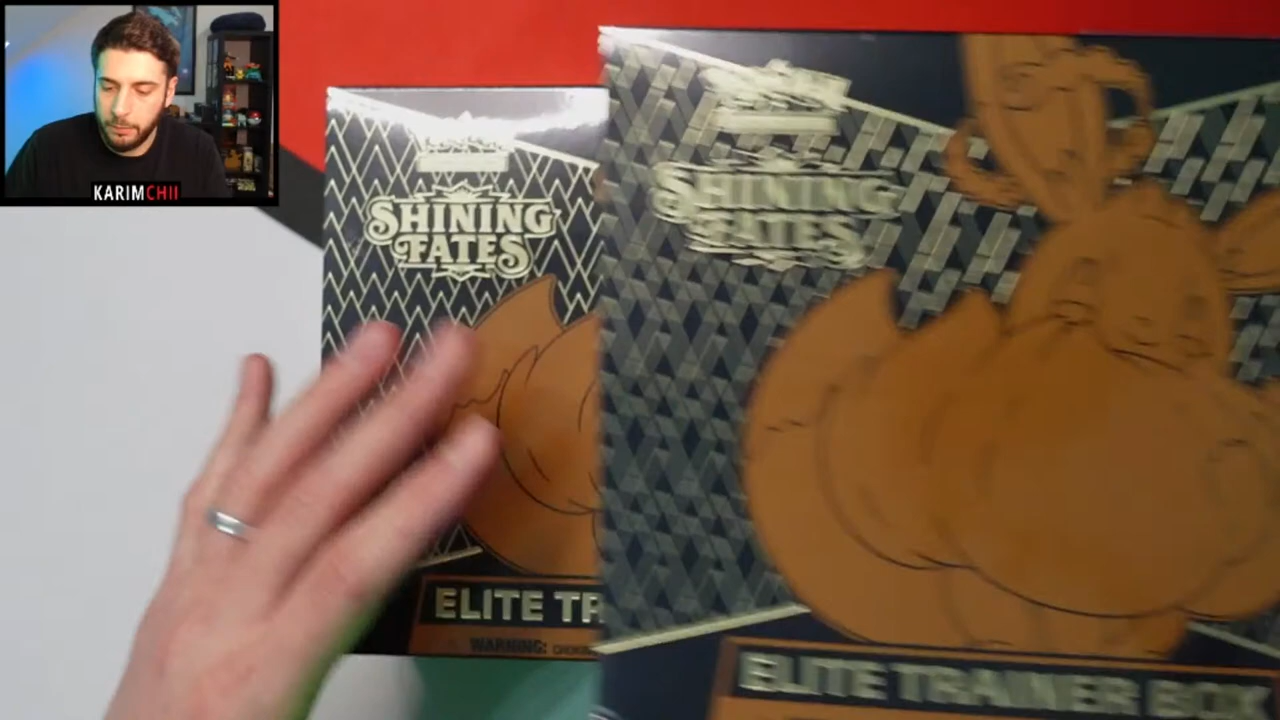 KARIMCHII
SHINING
FATES
ELITE TR
WARNING:
SHINING
FATES
ELITE TRAINER BOX